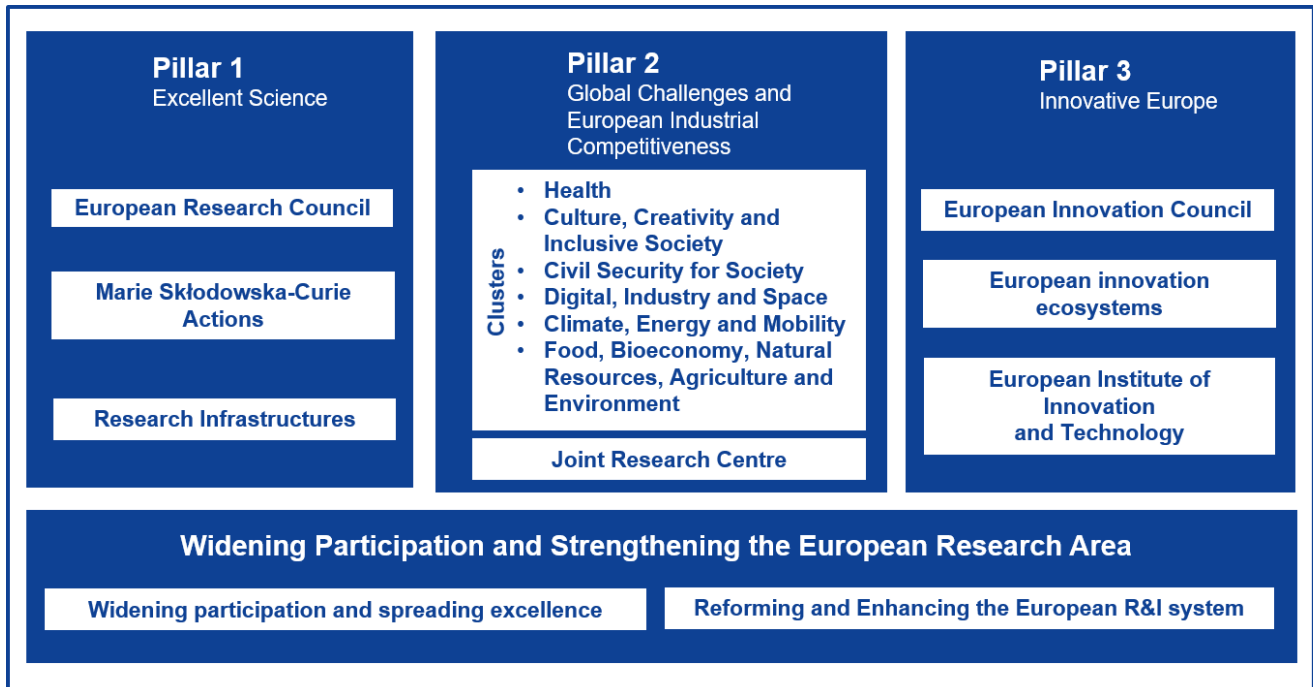 Pillar 1
Excellent Science
European Research Council
Marie Skłodowska-Curie
Actions
Research Infrastructures
Pillar 2
Global Challenges and
European Industrial
Competitiveness
Clusters
• Health
• Culture, Creativity and
Inclusive Society
• Civil Security for Society
• Digital, Industry and Space
• Climate, Energy and Mobility
• Food, Bioeconomy, Natural
Resources, Agriculture and
Environment
Joint Research Centre
Pillar 3
Innovative Europe
European Innovation Council
European innovation
ecosystems
European Institute of
Innovation
and Technology
Widening Participation and Strengthening the European Research Area
Widening participation and spreading excellence
Reforming and Enhancing the European R&I system